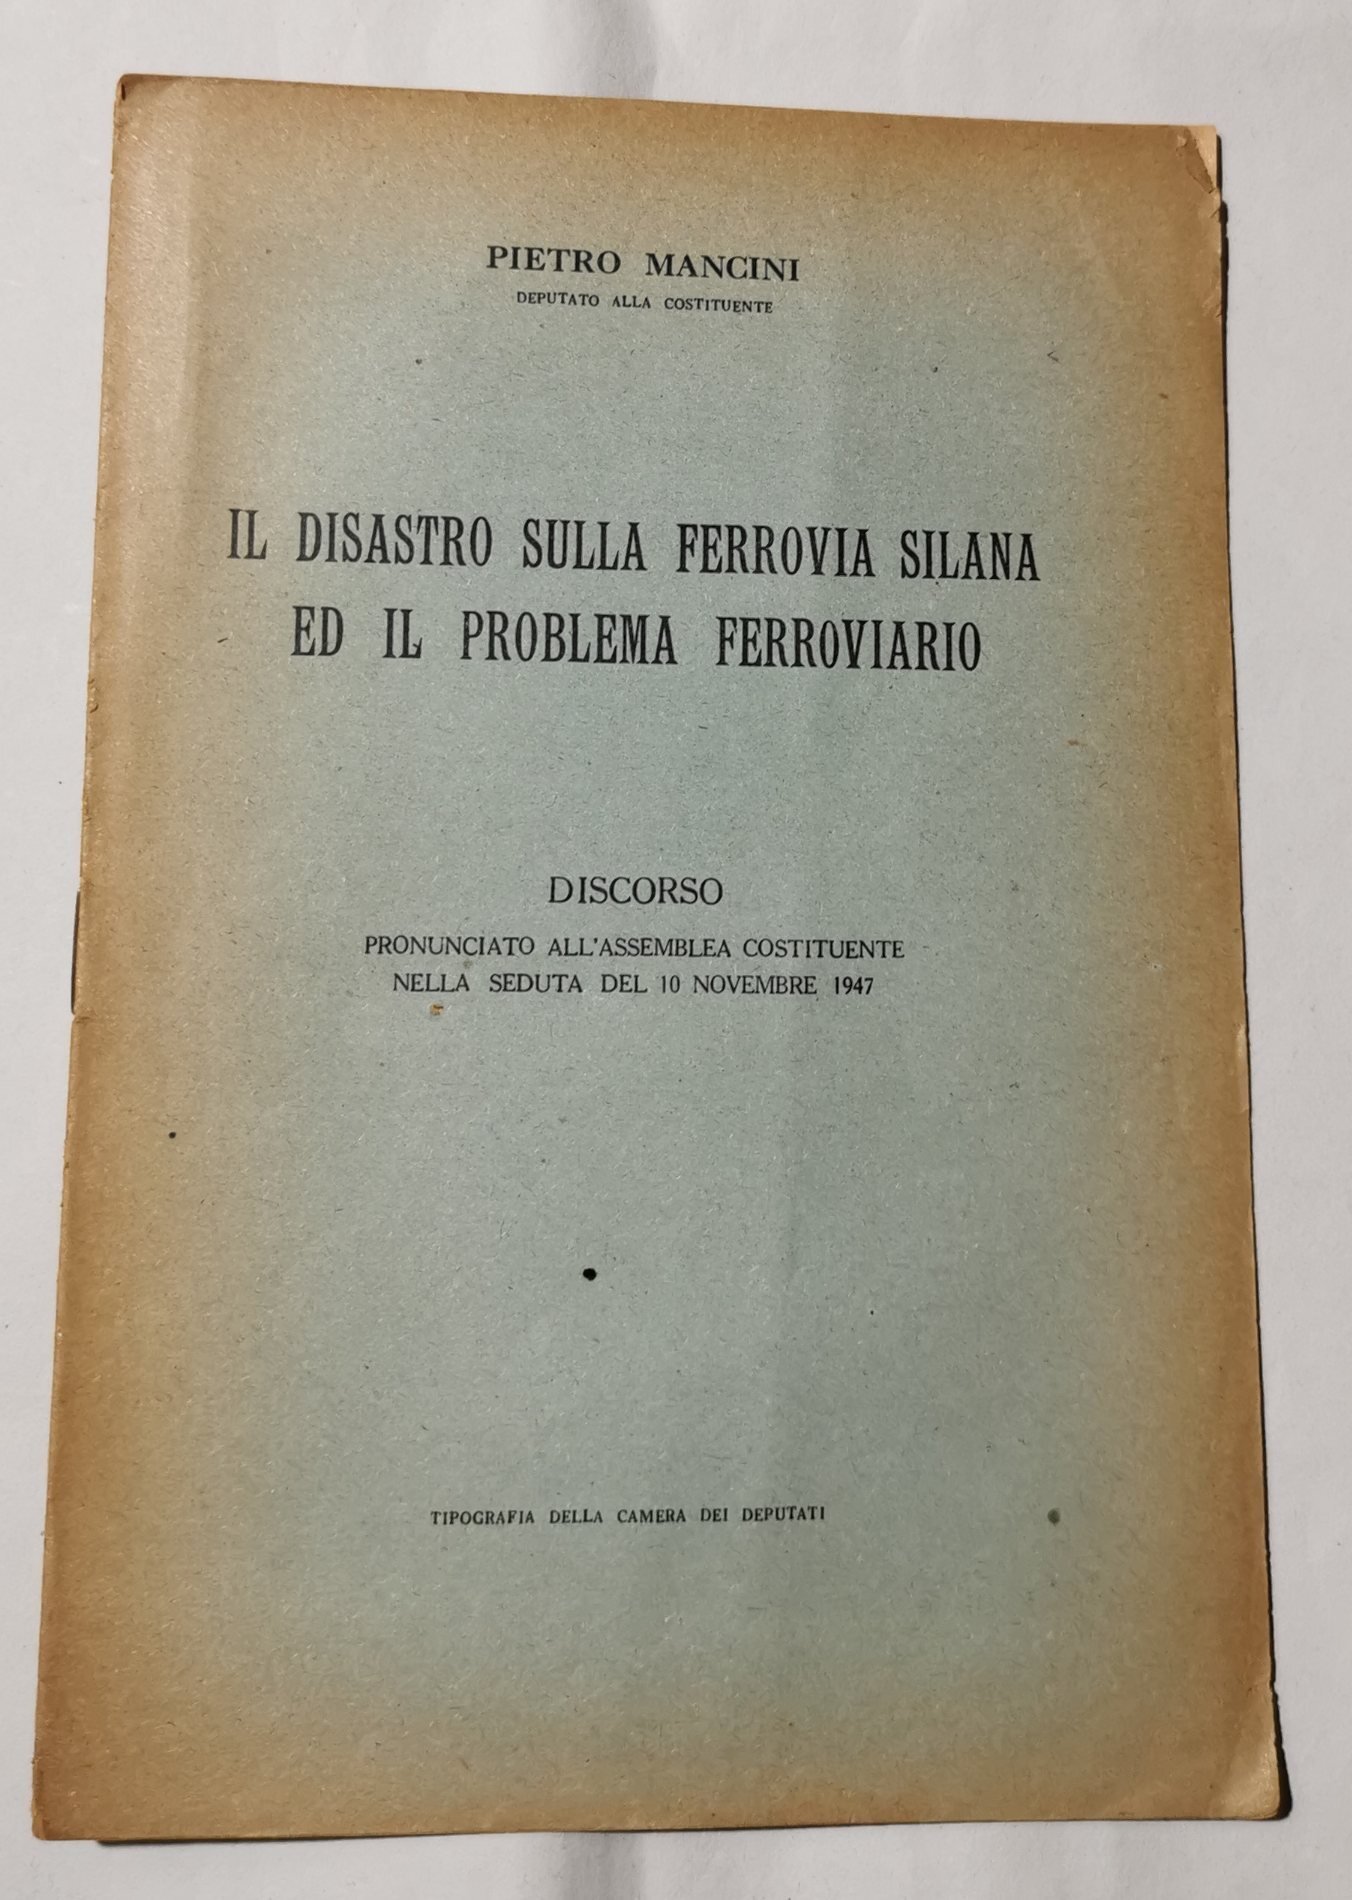 PIETRO MANCINI
DEPUTATO ALLA COSTITUENTE
IL DISASTRO SULLA FERROVIA SILANA
ED IL PROBLEMA FERROVIARIO
DISCORSO
PRONUNCIATO ALL'ASSEMBLEA COSTITUENTE
NELLA SEDUTA DEL 10 NOVEMBRE 1947
TIPOGRAFIA DELLA CAMERA DEI DEPUTATI